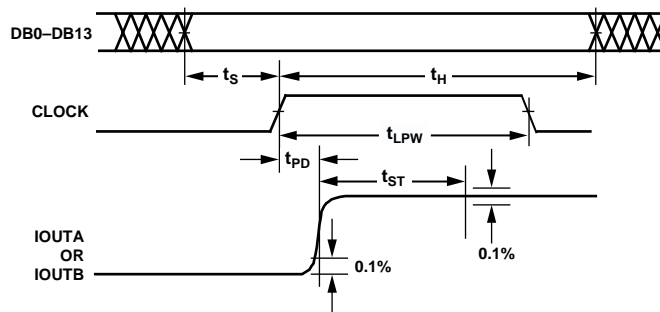 DB0–DB13
tS
tH
CLOCK
tLPW
tPD
tST
IOUTA
OR
IOUTB
0.1%
0.1%